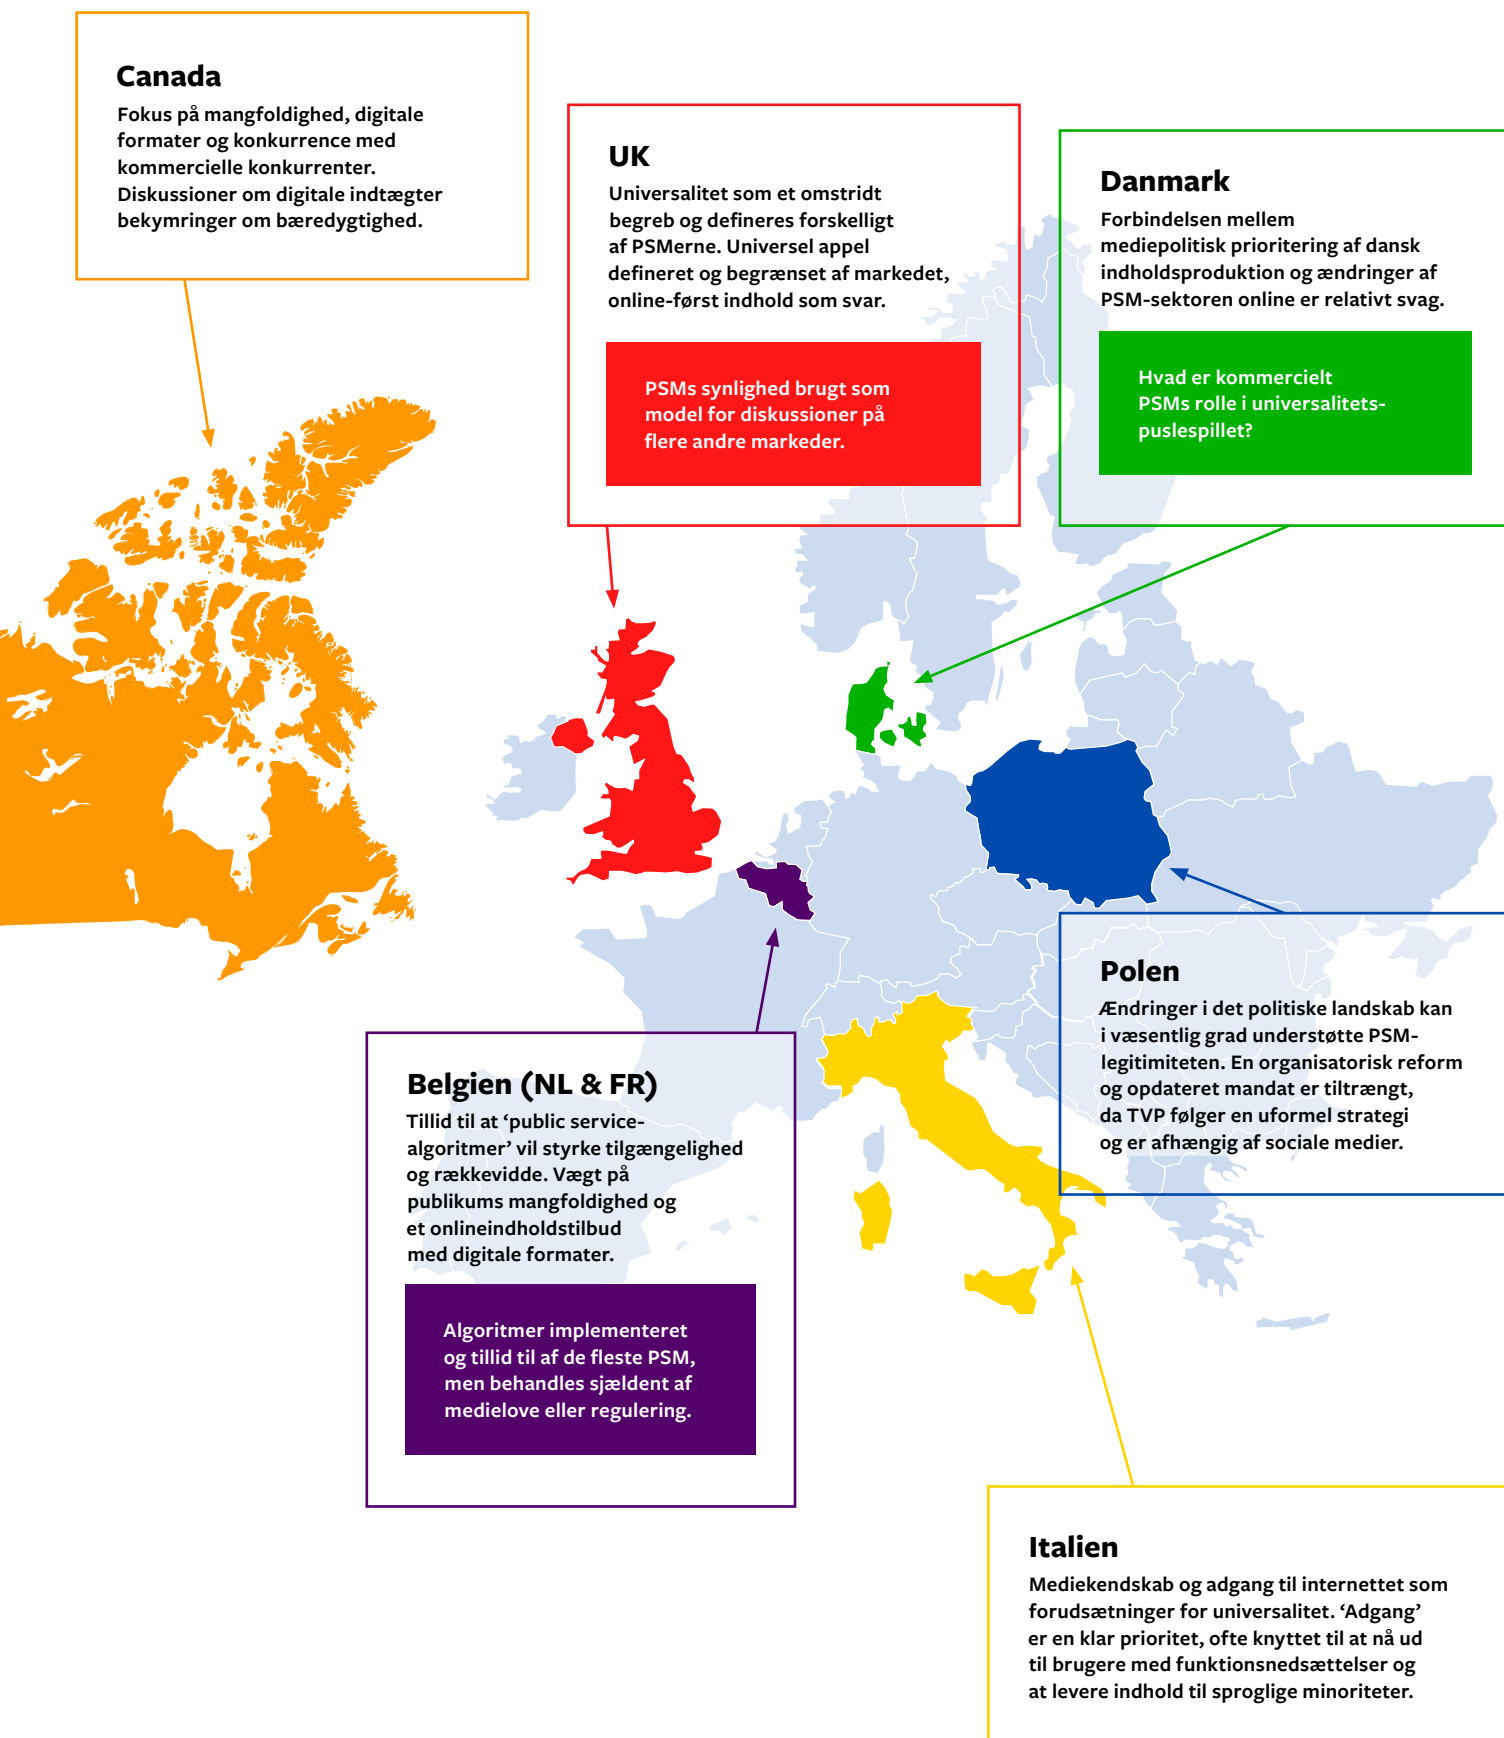 Canada
Fokus på mangfoldighed, digitale
formater og konkurrence med
kommercielle konkurrenter.
Diskussioner om digitale indtægter
bekymringer om bæredygtighed.
UK
Universalitet som et omstridt
begreb og defineres forskelligt
af PSMerne. Universel appel
defineret og begrænset af markedet,
online-først indhold som svar.
PSMs synlighed brugt som
model for diskussioner på
flere andre markeder.
Danmark
Forbindelsen mellem
mediepolitisk prioritering af dansk
indholdsproduktion og ændringer af
PSM-sektoren online er relativt svag.
Hvad er kommercielt
PSMs rolle i universalitets-
puslespillet?
Polen
Ændringer i det politiske landskab kan
i væsentlig grad understøtte PSM-
legitimiteten. En organisatorisk reform
og opdateret mandat er tiltrængt,
da TVP følger en uformel strategi
og er afhængig af sociale medier.
Belgien (NL & FR)
Tillid til at ‘public service-
algoritmer’ vil styrke tilgængelighed
og rækkevidde. Vægt på
publikums mangfoldighed og
et onlineindholdstilbud
med digitale formater.
Algoritmer implementeret
og tillid til af de fleste PSM,
men behandles sjældent af
medielove eller regulering.
Italien
Mediekendskab og adgang til internettet som
forudsætninger for universalitet. ‘Adgang’
er en klar prioritet, ofte knyttet til at nå ud
til brugere med funktionsnedsættelser og
at levere indhold til sproglige minoriteter.